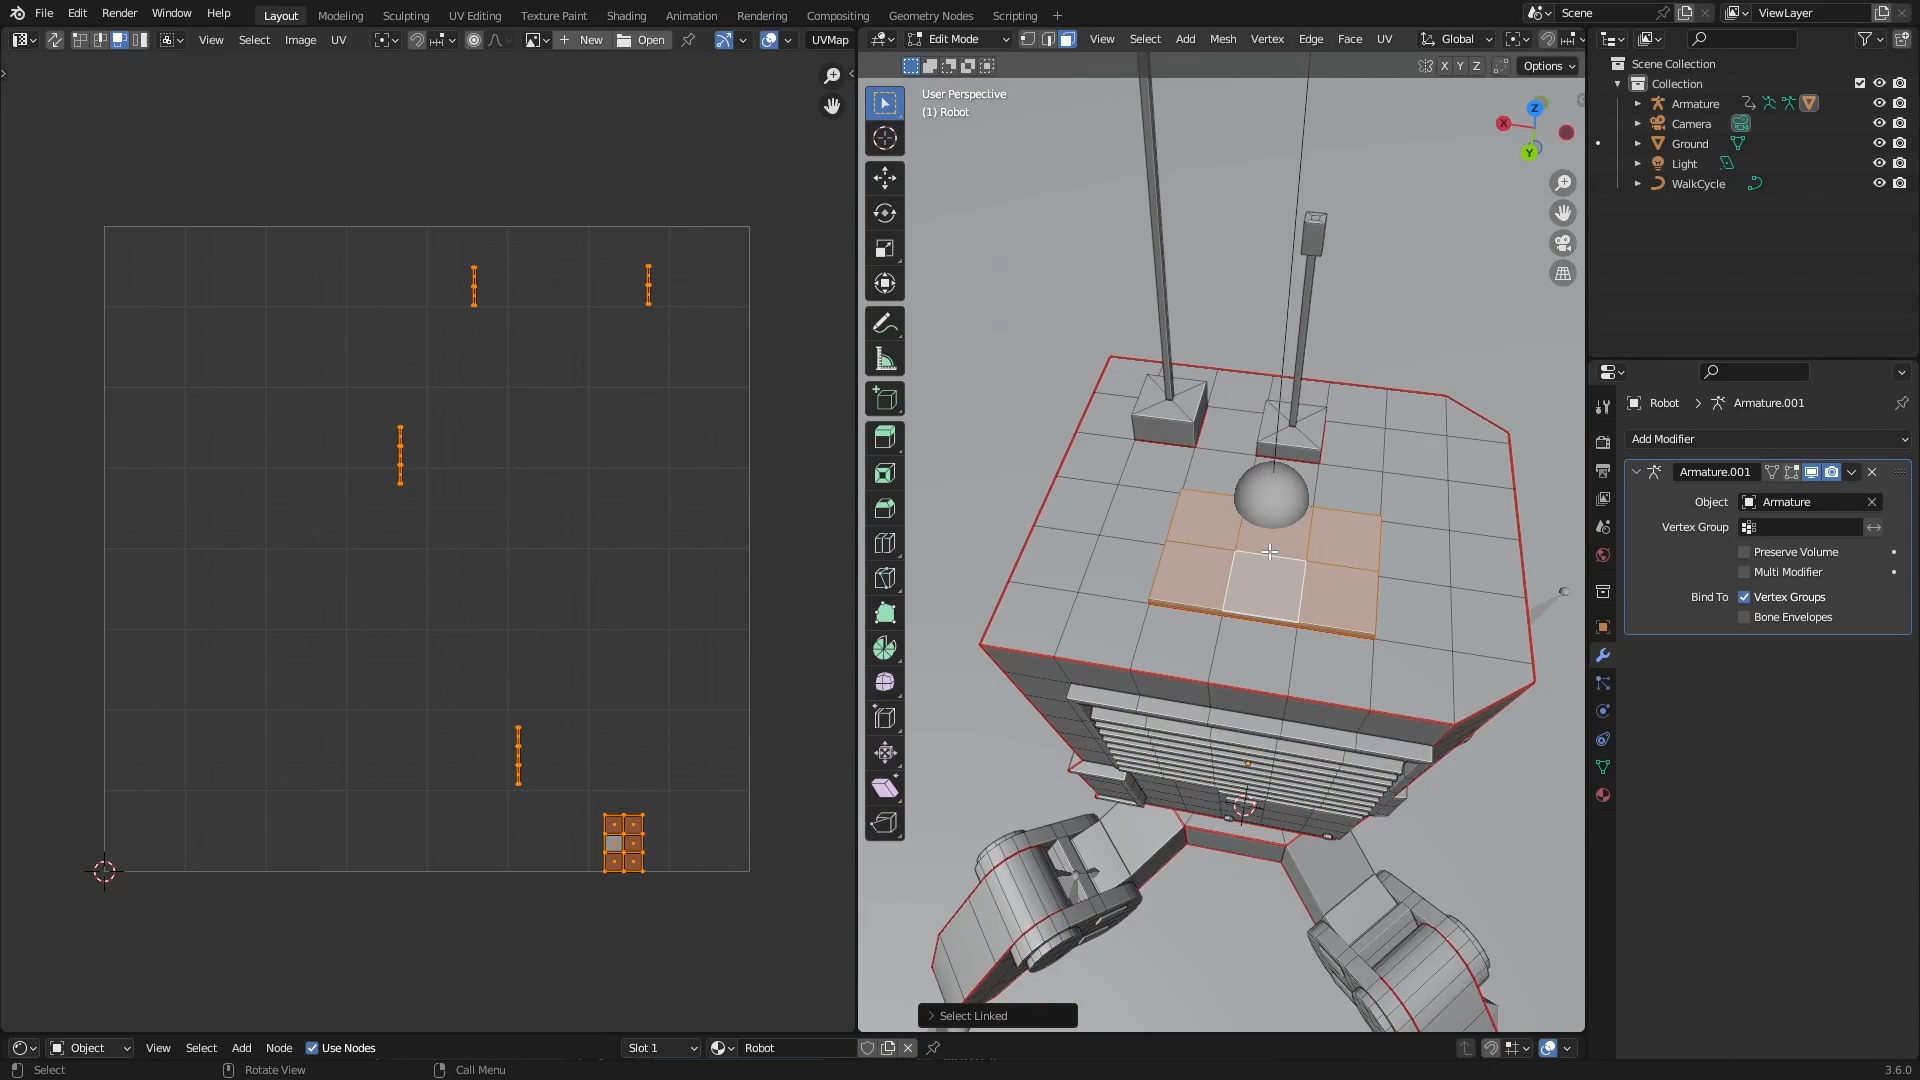 File Edit Render Window Help Layout Modeling Sculpting UV Editing Texture Paint Shading Animation Rendering Compositing Geometry Nodes Scripting + Scene ViewLayer
View Select Image UV New Open UVMap Edit Mode View Select Add Mesh Vertex Edge Face UV Global
X Y Z Options
User Perspective
(1) Robot
Z
X
Y
Scene Collection
Collection
Armature
Camera
Ground
Light
WalkCycle
Robot > Armature.001
Add Modifier
Armature.001
Object Armature
Vertex Group
Preserve Volume
Multi Modifier
Bind To Vertex Groups
Bone Envelopes
Select Linked
Object View Select Add Node Use Nodes Slot 1 Robot
Select Rotate View Call Menu 3.6.0